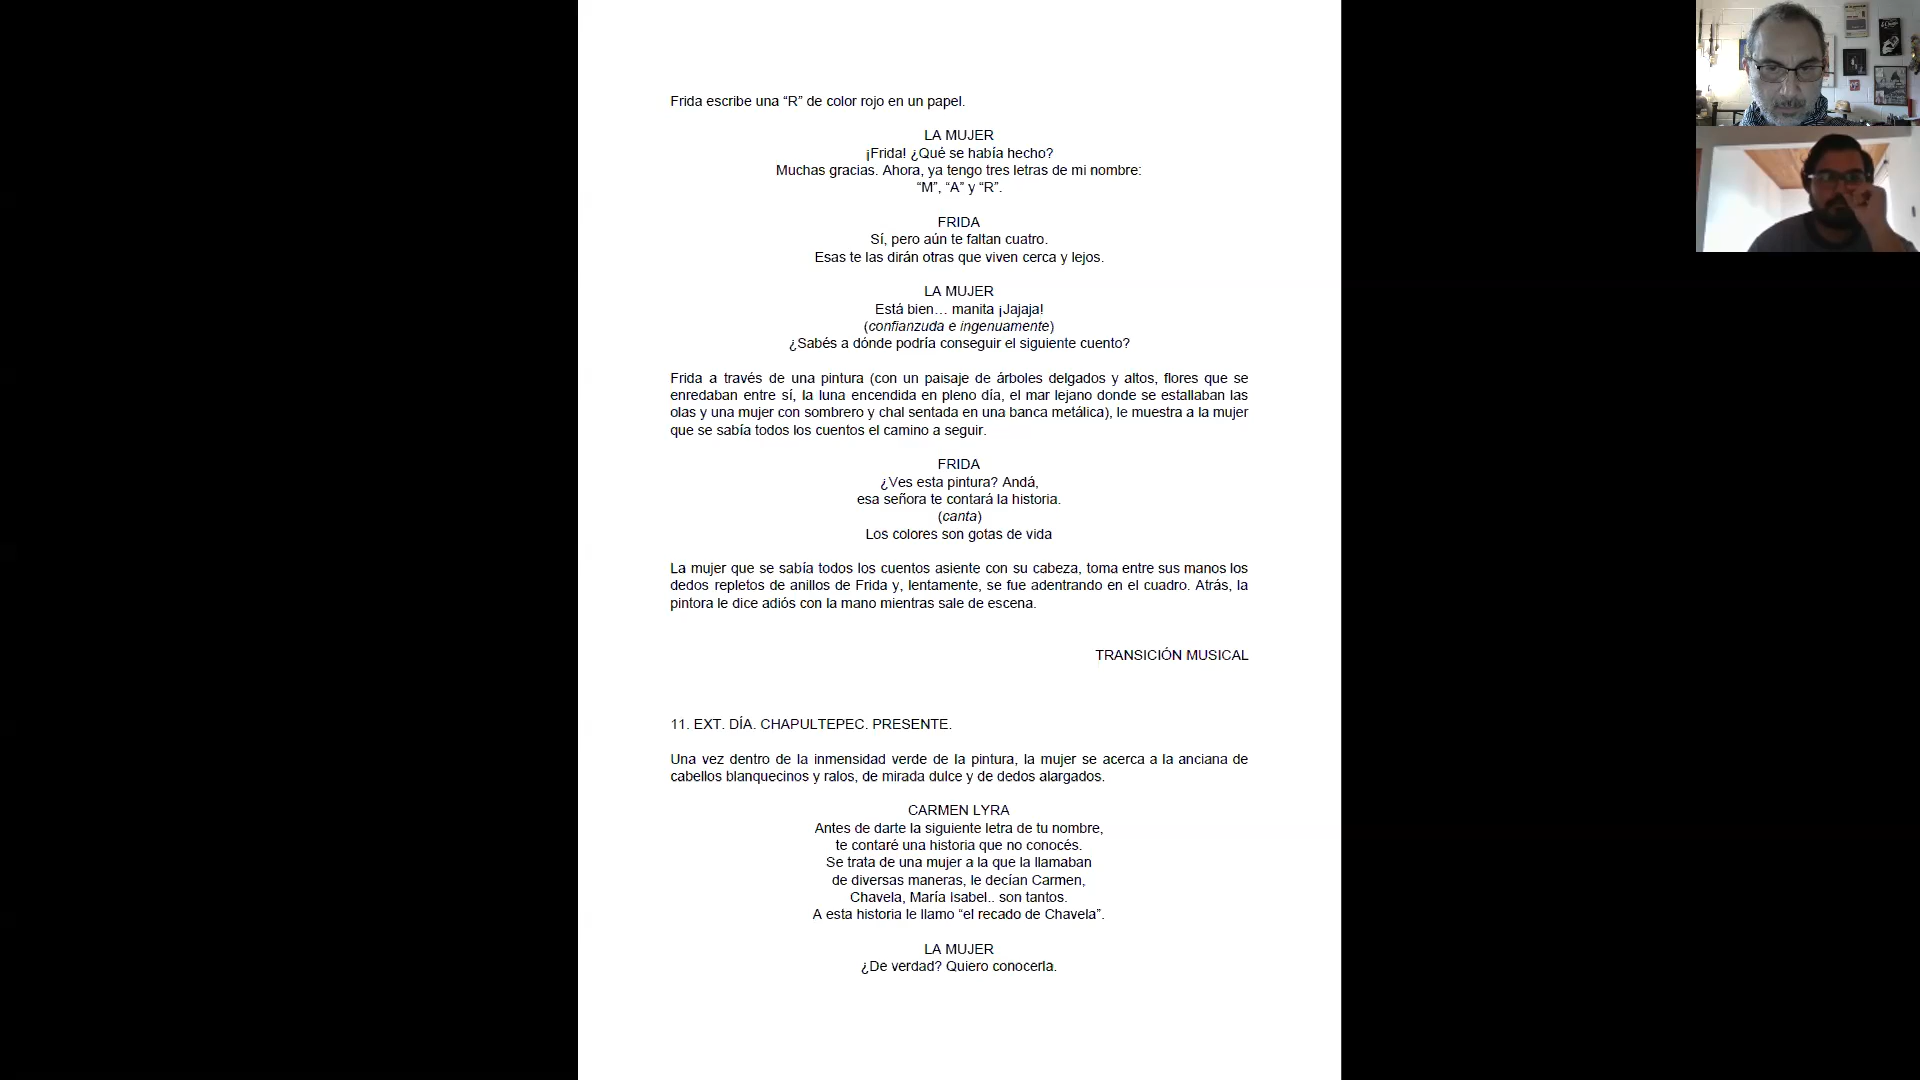 Frida escribe una “R” de color rojo en un papel.
LA MUJER
¡Frida! ¿Qué se había hecho?
Muchas gracias. Ahora, ya tengo tres letras de mi nombre:
“M”, “A” y “R”.
FRIDA
Sí, pero aún te faltan cuatro.
Esas te las dirán otras que viven cerca y lejos.
LA MUJER
Está bien… manita ¡Jajaja!
(confianzuda e ingenuamente)
¿Sabés a dónde podría conseguir el siguiente cuento?
Frida a través de una pintura (con un paisaje de árboles delgados y altos, flores que se
enredaban entre sí, la luna encendida en pleno día, el mar lejano donde se estallaban las
olas y una mujer con sombrero y chal sentada en una banca metálica), le muestra a la mujer
que se sabía todos los cuentos el camino a seguir.
FRIDA
¿Ves esta pintura? Andá,
esa señora te contará la historia.
(canta)
Los colores son gotas de vida
La mujer que se sabía todos los cuentos asiente con su cabeza, toma entre sus manos los
dedos repletos de anillos de Frida y, lentamente, se fue adentrando en el cuadro. Atrás, la
pintora le dice adiós con la mano mientras sale de escena.
TRANSICIÓN MUSICAL
11. EXT. DÍA. CHAPULTEPEC. PRESENTE.
Una vez dentro de la inmensidad verde de la pintura, la mujer se acerca a la anciana de
cabellos blanquecinos y ralos, de mirada dulce y de dedos alargados.
CARMEN LYRA
Antes de darte la siguiente letra de tu nombre,
te contaré una historia que no conocés.
Se trata de una mujer a la que la llamaban
de diversas maneras, le decían Carmen,
Chavela, María Isabel.. son tantos.
A esta historia le llamo “el recado de Chavela”.
LA MUJER
¿De verdad? Quiero conocerla.